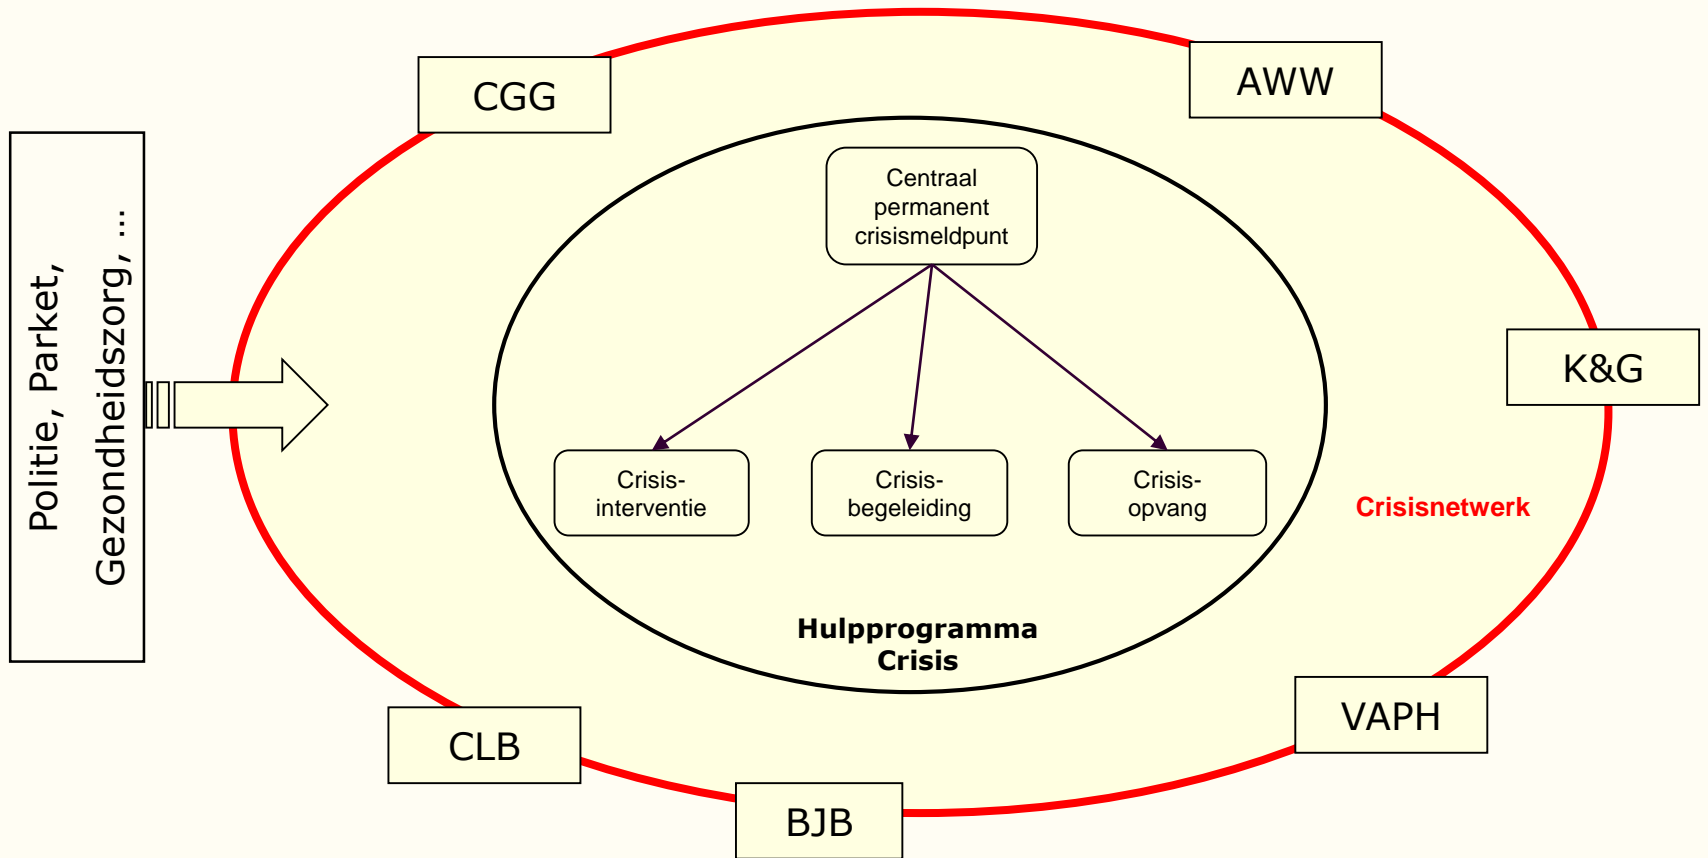 CGG
AWW
Politie, Parket,
Gezondheidszorg, ...
Centraal
permanent
crisismeldpunt
K&G
Crisis-
interventie
Crisis-
begeleiding
Crisis-
opvang
Crisisnetwerk
Hulpprogramma
Crisis
VAPH
CLB
BJB